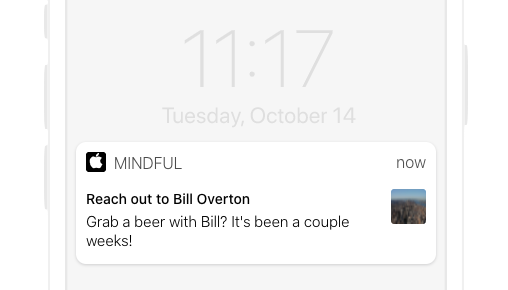 11:17
Tuesday, October 14
MINDFUL now
Reach out to Bill Overton
Grab a beer with Bill? It's been a couple
weeks!